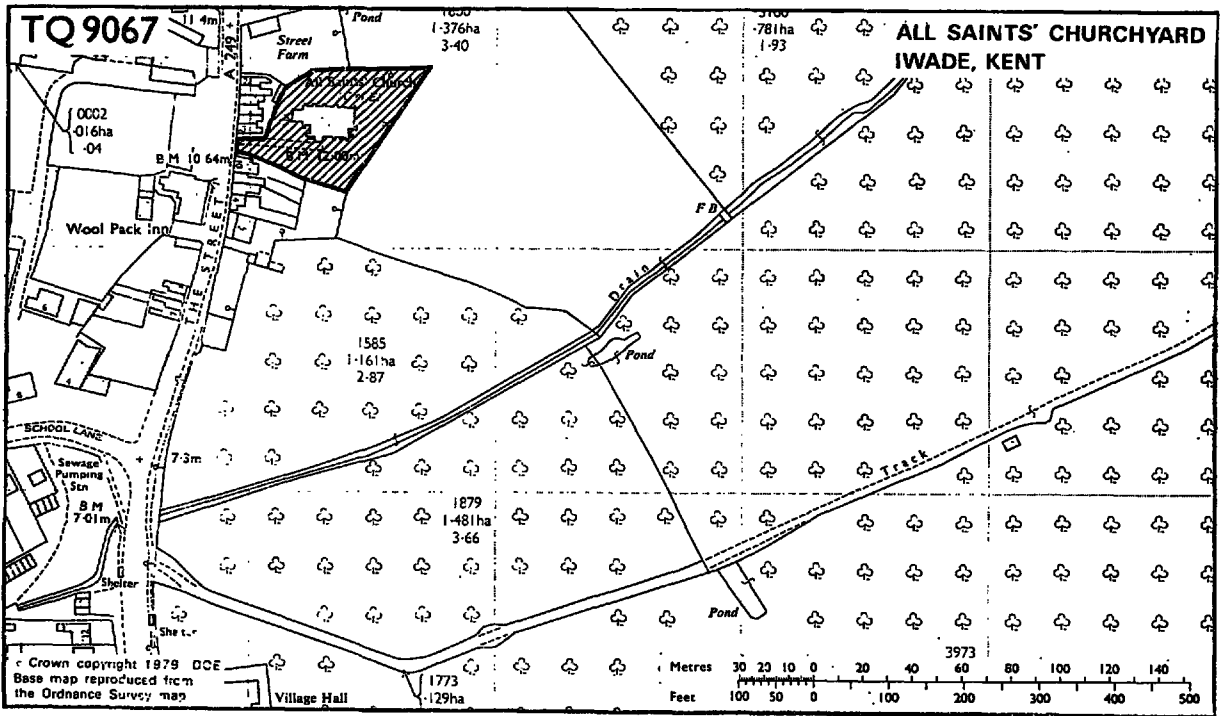 TQ 9067
ALL SAINTS' CHURCHYARD
IWADE, KENT
11.4m
A 249
Pond
Street
Farm
1·376ha
3·40
·781ha
1·93
All Saints' Church
0002
·016ha
·04
B M 10 64m
Wool Pack Inn
THE STREET
F B
Drain
1585
1·161ha
2·87
Pond
SCHOOL LANE
7·3m
Sewage
Pumping
Stn
B M
7·01m
Track
1879
1·481ha
3·66
Shelter
Pond
3973
Crown copyright 1979 DOE
Base map reproduced from
the Ordnance Survey map
Village Hall
1773
·129ha
Metres 30 20 10 0 20 40 60 80 100 120 140
Feet 100 50 0 100 200 300 400 500